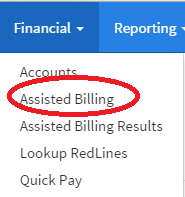 Financial Reporting
Accounts
Assisted Billing
Assisted Billing Results
Lookup RedLines
Quick Pay